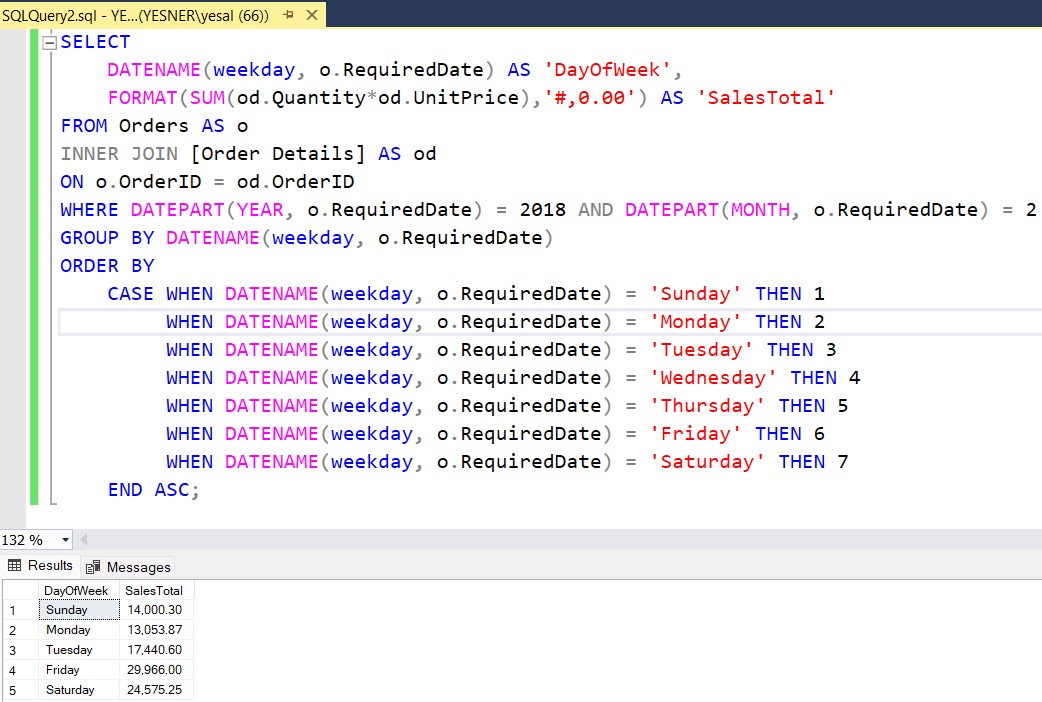 SQLQuery2.sql - YE...(YESNER\yesal (66))
SELECT
DATENAME(weekday, o.RequiredDate) AS 'DayOfWeek',
FORMAT(SUM(od.Quantity*od.UnitPrice),'#,0.00') AS 'SalesTotal'
FROM Orders AS o
INNER JOIN [Order Details] AS od
ON o.OrderID = od.OrderID
WHERE DATEPART(YEAR, o.RequiredDate) = 2018 AND DATEPART(MONTH, o.RequiredDate) = 2
GROUP BY DATENAME(weekday, o.RequiredDate)
ORDER BY
CASE WHEN DATENAME(weekday, o.RequiredDate) = 'Sunday' THEN 1
WHEN DATENAME(weekday, o.RequiredDate) = 'Monday' THEN 2
WHEN DATENAME(weekday, o.RequiredDate) = 'Tuesday' THEN 3
WHEN DATENAME(weekday, o.RequiredDate) = 'Wednesday' THEN 4
WHEN DATENAME(weekday, o.RequiredDate) = 'Thursday' THEN 5
WHEN DATENAME(weekday, o.RequiredDate) = 'Friday' THEN 6
WHEN DATENAME(weekday, o.RequiredDate) = 'Saturday' THEN 7
END ASC;
132 %
Results Messages
DayOfWeek SalesTotal
1 Sunday 14,000.30
2 Monday 13,053.87
3 Tuesday 17,440.60
4 Friday 29,966.00
5 Saturday 24,575.25